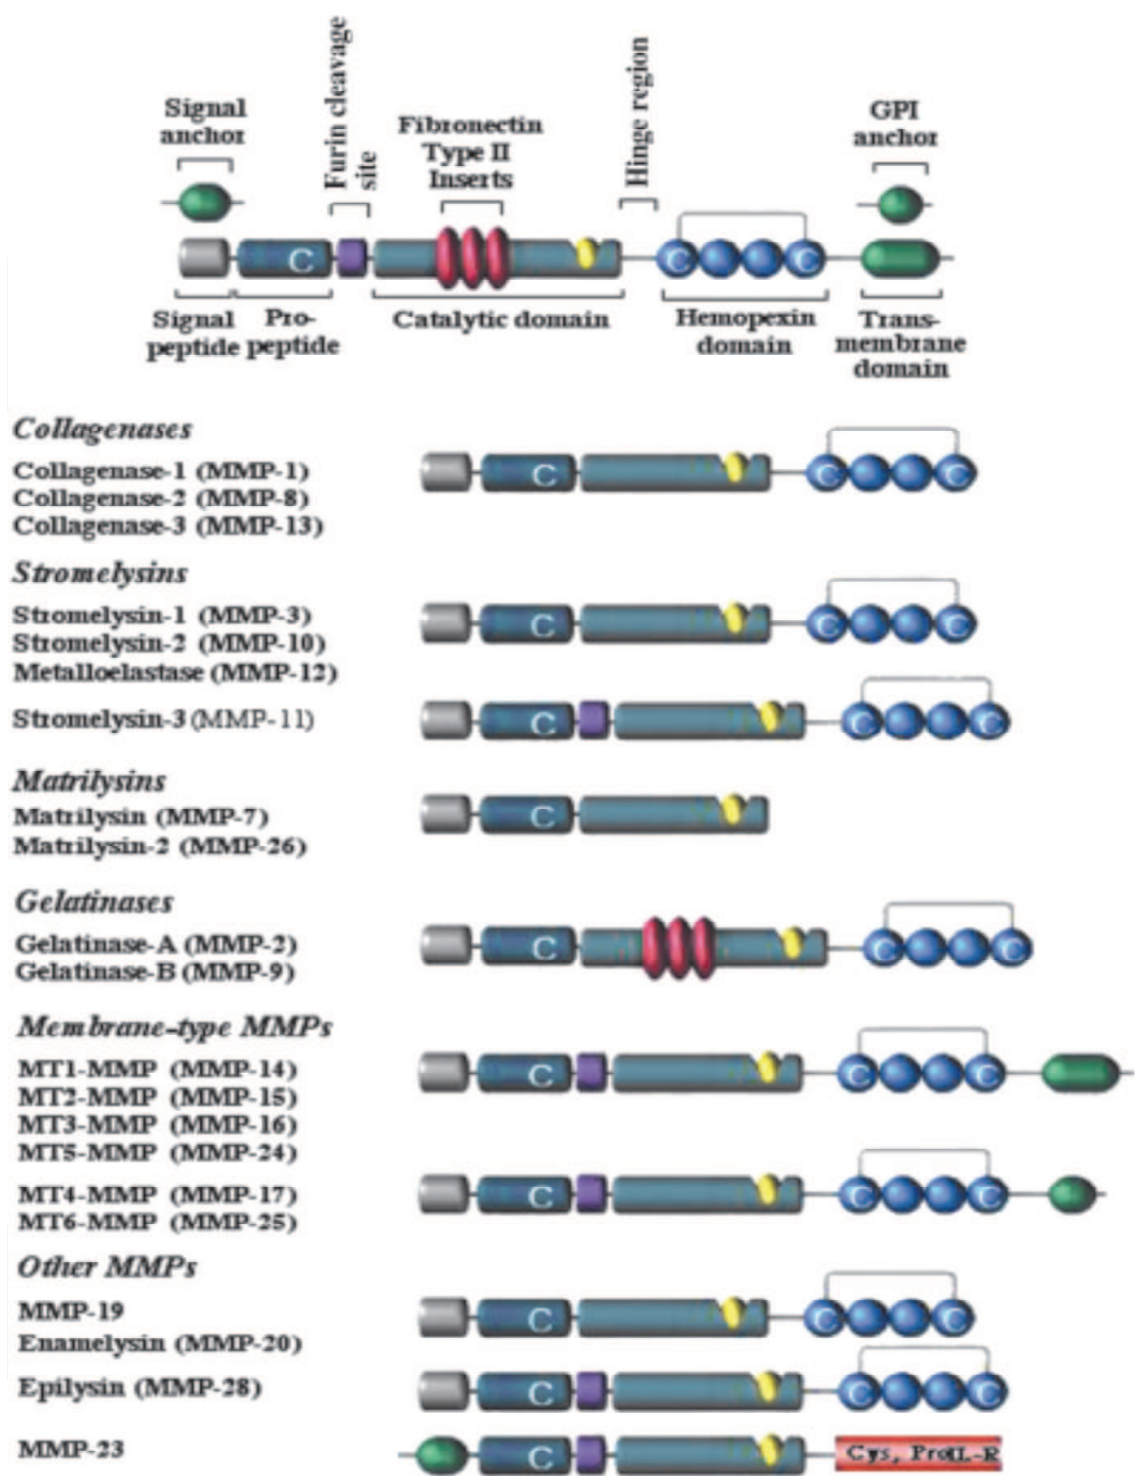 Signal
anchor
Furin cleavage
site
Fibronectin
Type II
Inserts
Hinge region
GPI
anchor
C
C
C
Signal
peptide
Pro-
peptide
Catalytic domain
Hemopexin
domain
Trans-
membrane
domain
Collagenases
Collagenase-1 (MMP-1)
Collagenase-2 (MMP-8)
Collagenase-3 (MMP-13)
C
C
C
Stromelysins
Stromelysin-1 (MMP-3)
Stromelysin-2 (MMP-10)
Metalloelastase (MMP-12)
C
C
C
Stromelysin-3 (MMP-11)
C
C
C
Matrilysins
Matrilysin (MMP-7)
Matrilysin-2 (MMP-26)
C
Gelatinases
Gelatinase-A (MMP-2)
Gelatinase-B (MMP-9)
C
C
C
Membrane-type MMPs
MT1-MMP (MMP-14)
MT2-MMP (MMP-15)
MT3-MMP (MMP-16)
MT5-MMP (MMP-24)
C
C
C
MT4-MMP (MMP-17)
MT6-MMP (MMP-25)
C
C
C
Other MMPs
MMP-19
Enamelysin (MMP-20)
C
C
C
Epilysin (MMP-28)
C
C
C
MMP-23
C
Cys, Pro IL-R